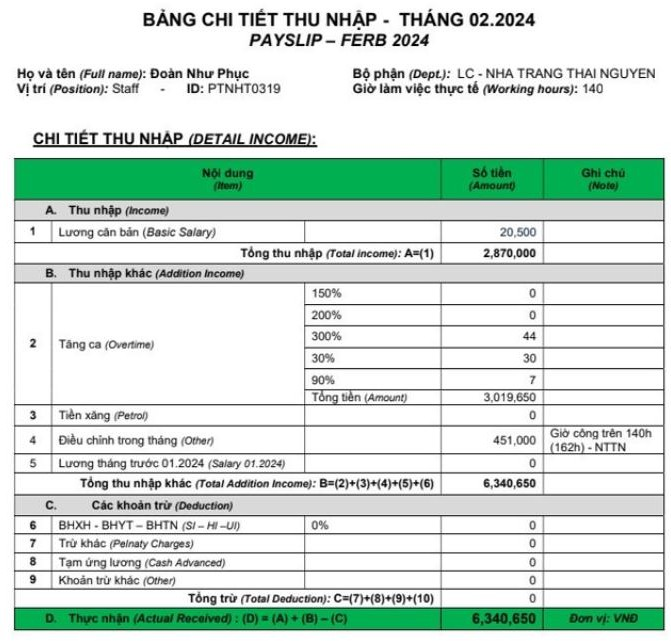 BẢNG CHI TIẾT THU NHẬP - THÁNG 02.2024
PAYSLIP – FERB 2024
Họ và tên (Full name): Đoàn Như Phục
Bộ phận (Dept.): LC - NHA TRANG THAI NGUYEN
Vị trí (Position): Staff - ID: PTNHT0319
Giờ làm việc thực tế (Working hours): 140
CHI TIẾT THU NHẬP (DETAIL INCOME):
Nội dung (Item) Số tiền (Amount) Ghi chú (Note)
A. Thu nhập (Income)
1 Lương căn bản (Basic Salary) 20,500
Tổng thu nhập (Total income): A=(1) 2,870,000
B. Thu nhập khác (Addition Income)
2 Tăng ca (Overtime)
150% 0
200% 0
300% 44
30% 30
90% 7
Tổng tiền (Amount) 3,019,650
3 Tiền xăng (Petrol) 0
4 Điều chỉnh trong tháng (Other) 451,000 Giờ công trên 140h (162h) - NTTN
5 Lương tháng trước 01.2024 (Salary 01.2024) 0
Tổng thu nhập khác (Total Addition Income): B=(2)+(3)+(4)+(5)+(6) 6,340,650
C. Các khoản trừ (Deduction)
6 BHXH - BHYT – BHTN (SI – HI –UI) 0% 0
7 Trừ khác (Pelnaty Charges) 0
8 Tạm ứng lương (Cash Advanced) 0
9 Khoản trừ khác (Other) 0
Tổng trừ (Total Deduction): C=(7)+(8)+(9)+(10) 0
D. Thực nhận (Actual Received) : (D) = (A) + (B) – (C) 6,340,650 Đơn vị: VNĐ